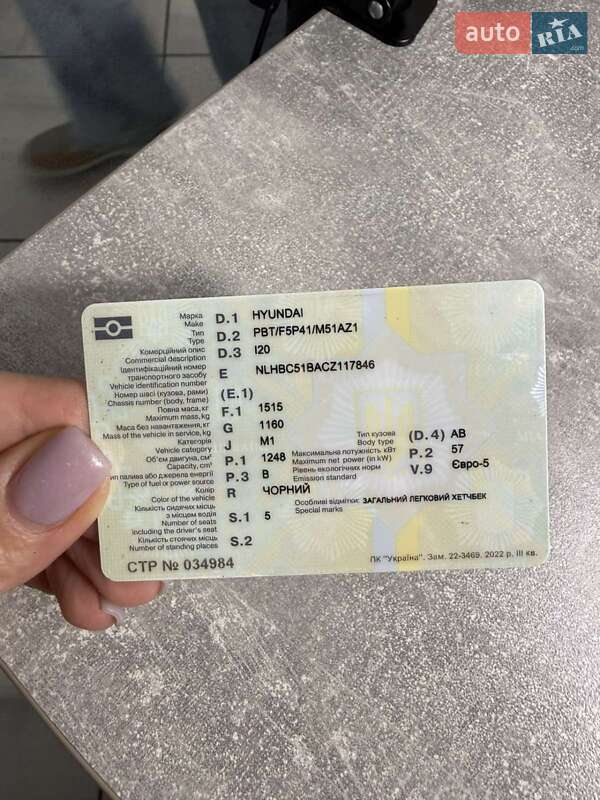 auto RIA .com
Марка D.1 HYUNDAI
Make
Тип D.2 PBT/F5P41/M51AZ1
Type
Комерційний опис D.3 I20
Commercial description
Ідентифікаційний номер
транспортного засобу E NLHBC51BACZ117846
Vehicle identification number
Номер шасі (кузова, рами) (E.1)
Chassis number (body, frame)
Повна маса, кг F.1 1515
Maximum mass, kg
Маса без навантаження, кг G 1160
Mass of the vehicle in service, kg
Категорія J M1 Тип кузова (D.4) AB
Vehicle category Body type
Об'єм двигуна, см³ P.1 1248 Максимальна потужність кВт P.2 57
Capacity, cm³ Maximum net power (in kW)
Тип палива або джерела енергії P.3 B Рівень екологічних норм V.9 Євро-5
Type of fuel or power source Emission standard
Колір R ЧОРНИЙ Особливі відмітки: ЗАГАЛЬНИЙ ЛЕГКОВИЙ ХЕТЧБЕК
Color of the vehicle Special marks
Кількість сидячих місць
з місцем водія S.1 5
Number of seats
including the driver's seat
Кількість стоячих місць S.2
Number of standing places
СТР № 034984 ПК "Україна". Зам. 22-3469. 2022 р. III кв.